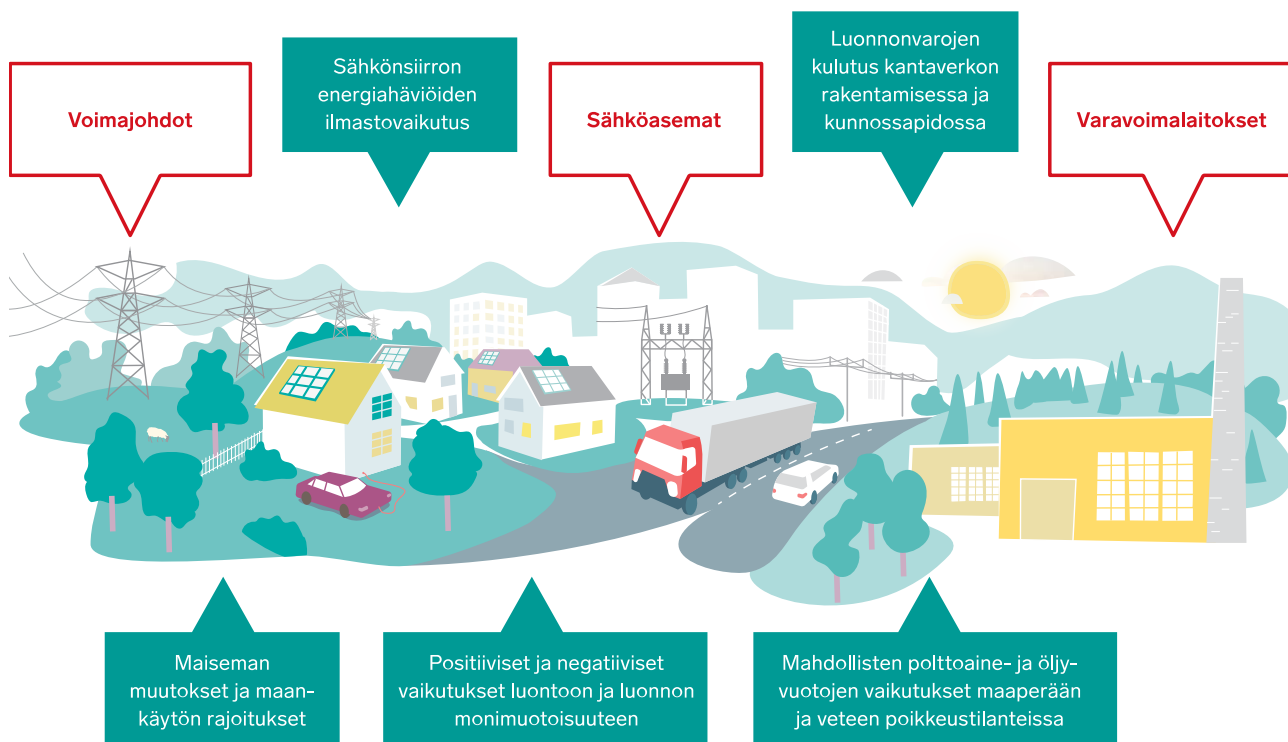 Voimajohdot
Sähkönsiirron
energiahäviöiden
ilmastovaikutus
Sähköasemat
Luonnonvarojen
kulutus kantaverkon
rakentamisessa ja
kunnossapidossa
Varavoimalaitokset
Maiseman
muutokset ja maan-
käytön rajoitukset
Positiiviset ja negatiiviset
vaikutukset luontoon ja luonnon
monimuotoisuuteen
Mahdollisten polttoaine- ja öljy-
vuotojen vaikutukset maaperään
ja veteen poikkeustilanteissa